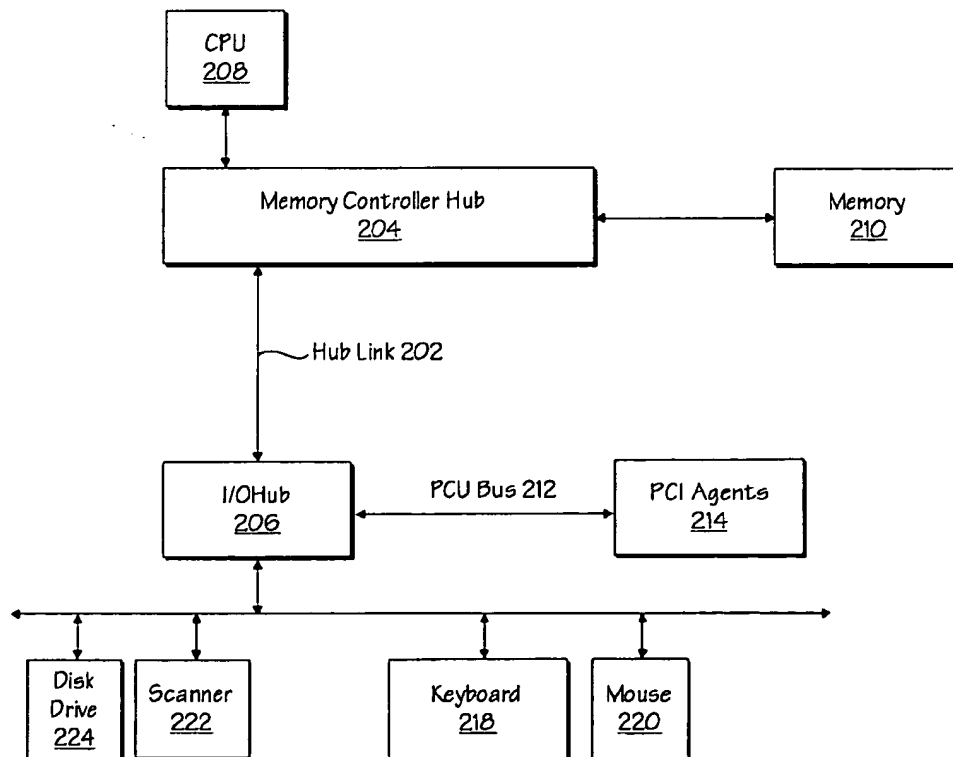 CPU
208
Memory Controller Hub
204
Memory
210
Hub Link 202
I/OHub
206
PCU Bus 212
PCI Agents
214
Disk
Drive
224
Scanner
222
Keyboard
218
Mouse
220